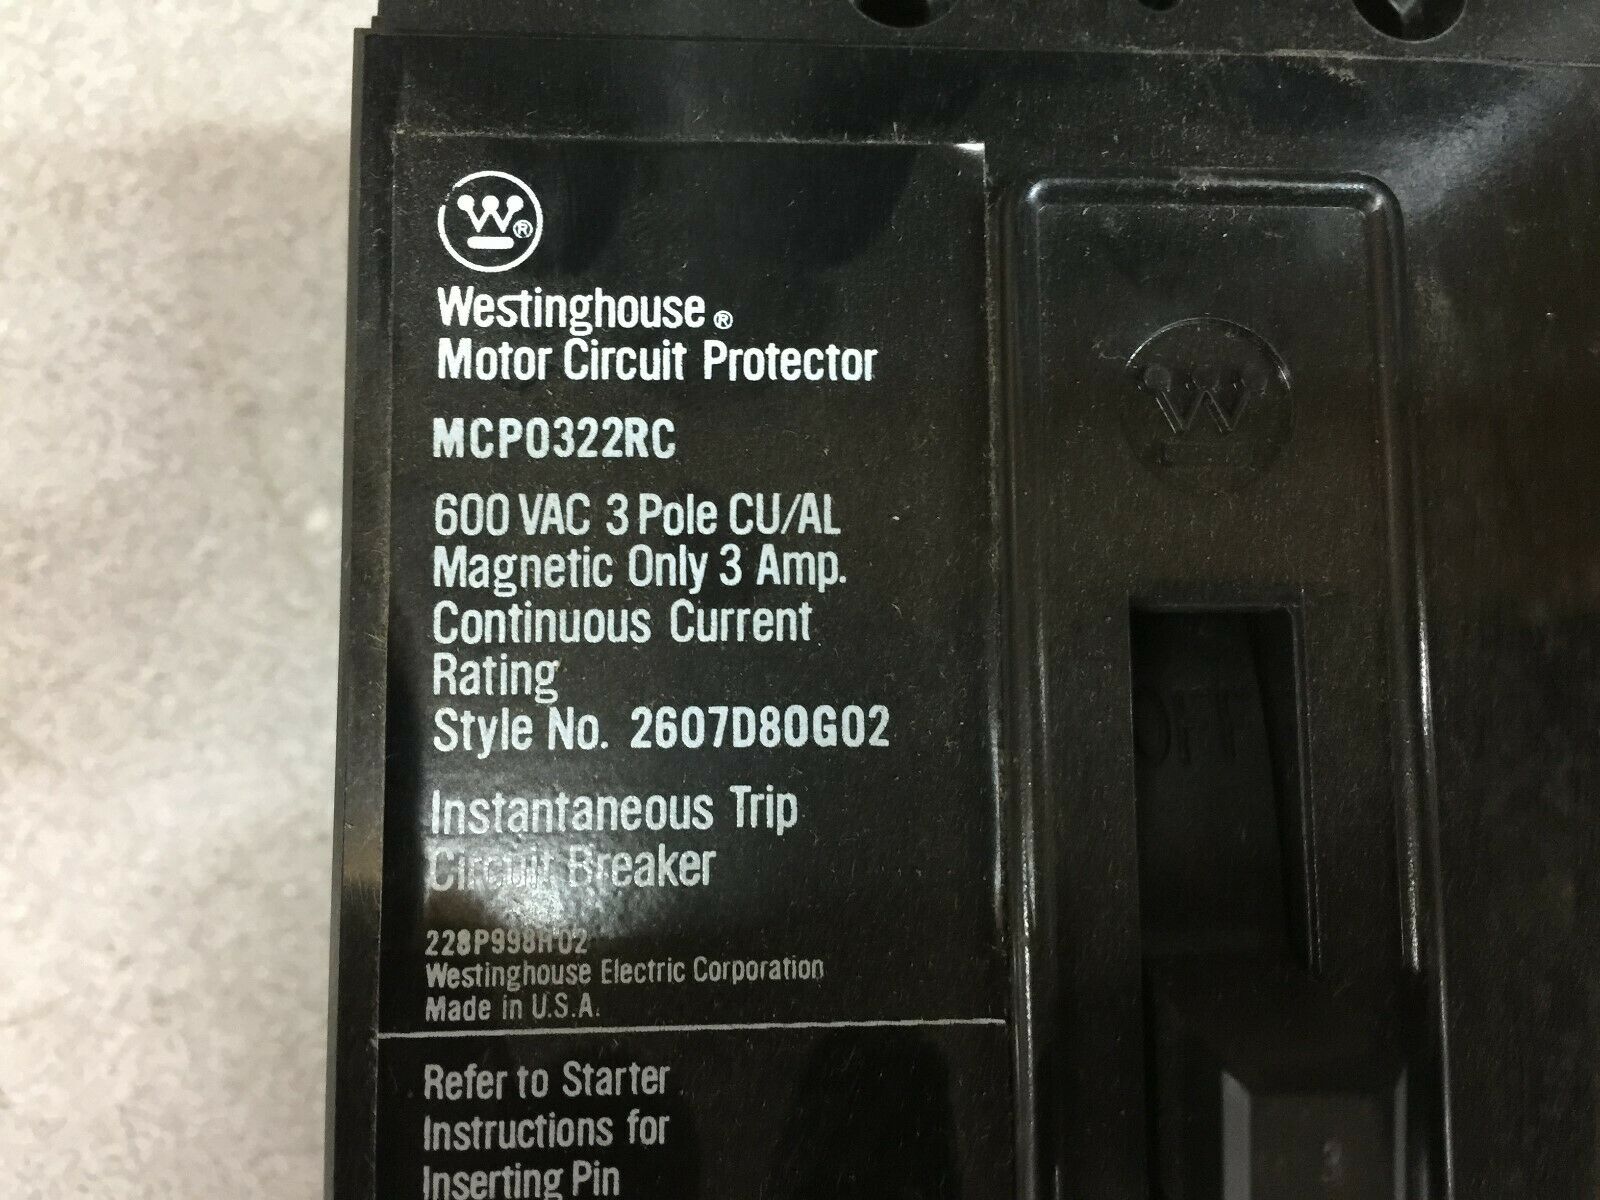 W®
Westinghouse®
Motor Circuit Protector
MCP0322RC
600 VAC 3 Pole CU/AL
Magnetic Only 3 Amp.
Continuous Current
Rating
Style No. 2607D80G02
Instantaneous Trip
Circuit Breaker
228P998H02
Westinghouse Electric Corporation
Made in U.S.A.
Refer to Starter
Instructions for
Inserting Pin
W
OFF